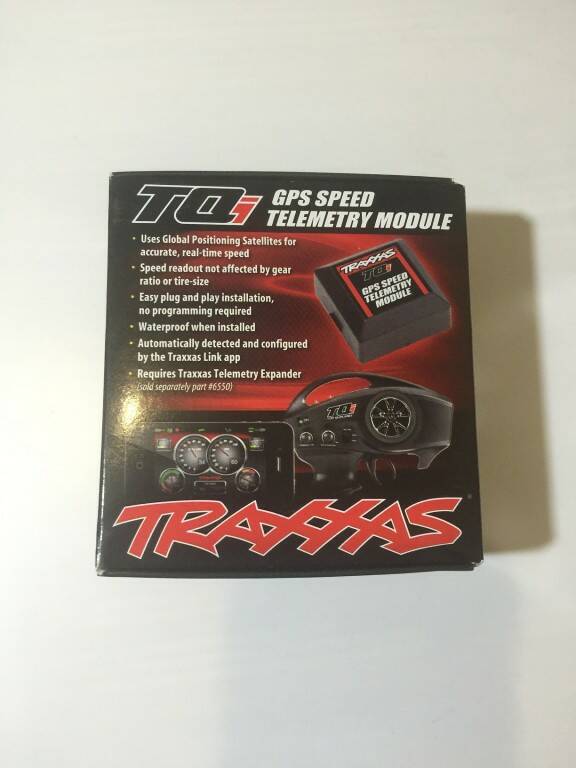 TQi GPS SPEED
TELEMETRY MODULE
• Uses Global Positioning Satellites for
accurate, real-time speed
• Speed readout not affected by gear
ratio or tire-size
• Easy plug and play installation,
no programming required
• Waterproof when installed
• Automatically detected and configured
by the Traxxas Link app
• Requires Traxxas Telemetry Expander
(sold separately part #6550)
TRAXXAS
TQi
GPS SPEED
TELEMETRY
MODULE
TQi
TRAXXAS